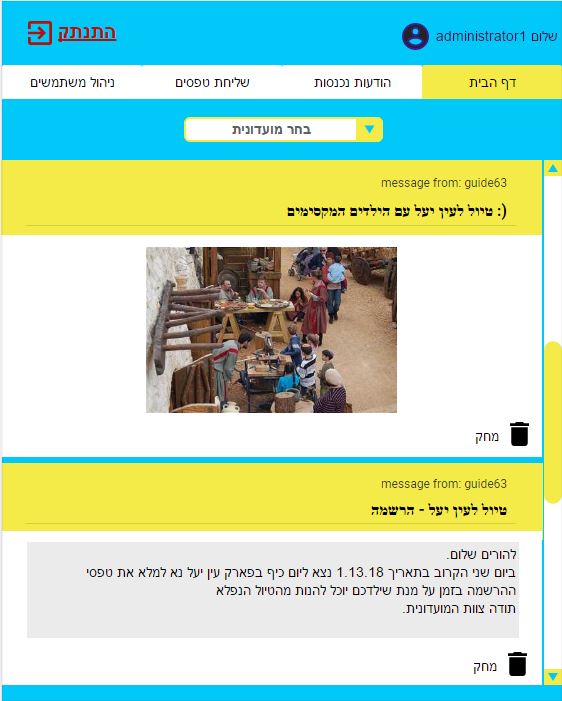 שלום administrator1
התנתק
דף הבית
הודעות נכנסות
שליחת טפסים
ניהול משתמשים
בחר מועדונית
message from: guide63
טיול לעין יעל עם הילדים המקסימים :)
מחק
message from: guide63
טיול לעין יעל - הרשמה
להורים שלום.
ביום שני הקרוב בתאריך 1.13.18 נצא ליום כיף בפארק עין יעל נא למלא את טפסי
ההרשמה בזמן על מנת שילדכם יוכל להנות מהטיול הנפלא
תודה צוות המועדונית.
מחק